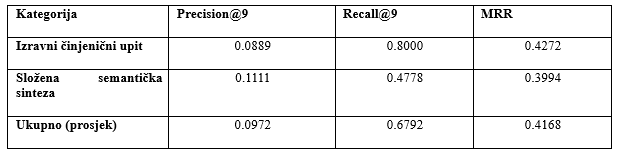 Kategorija Precision@9 Recall@9 MRR
Izravni činjenični upit 0.0889 0.8000 0.4272
Složena semantička 0.1111 0.4778 0.3994
sinteza
Ukupno (prosjek) 0.0972 0.6792 0.4168